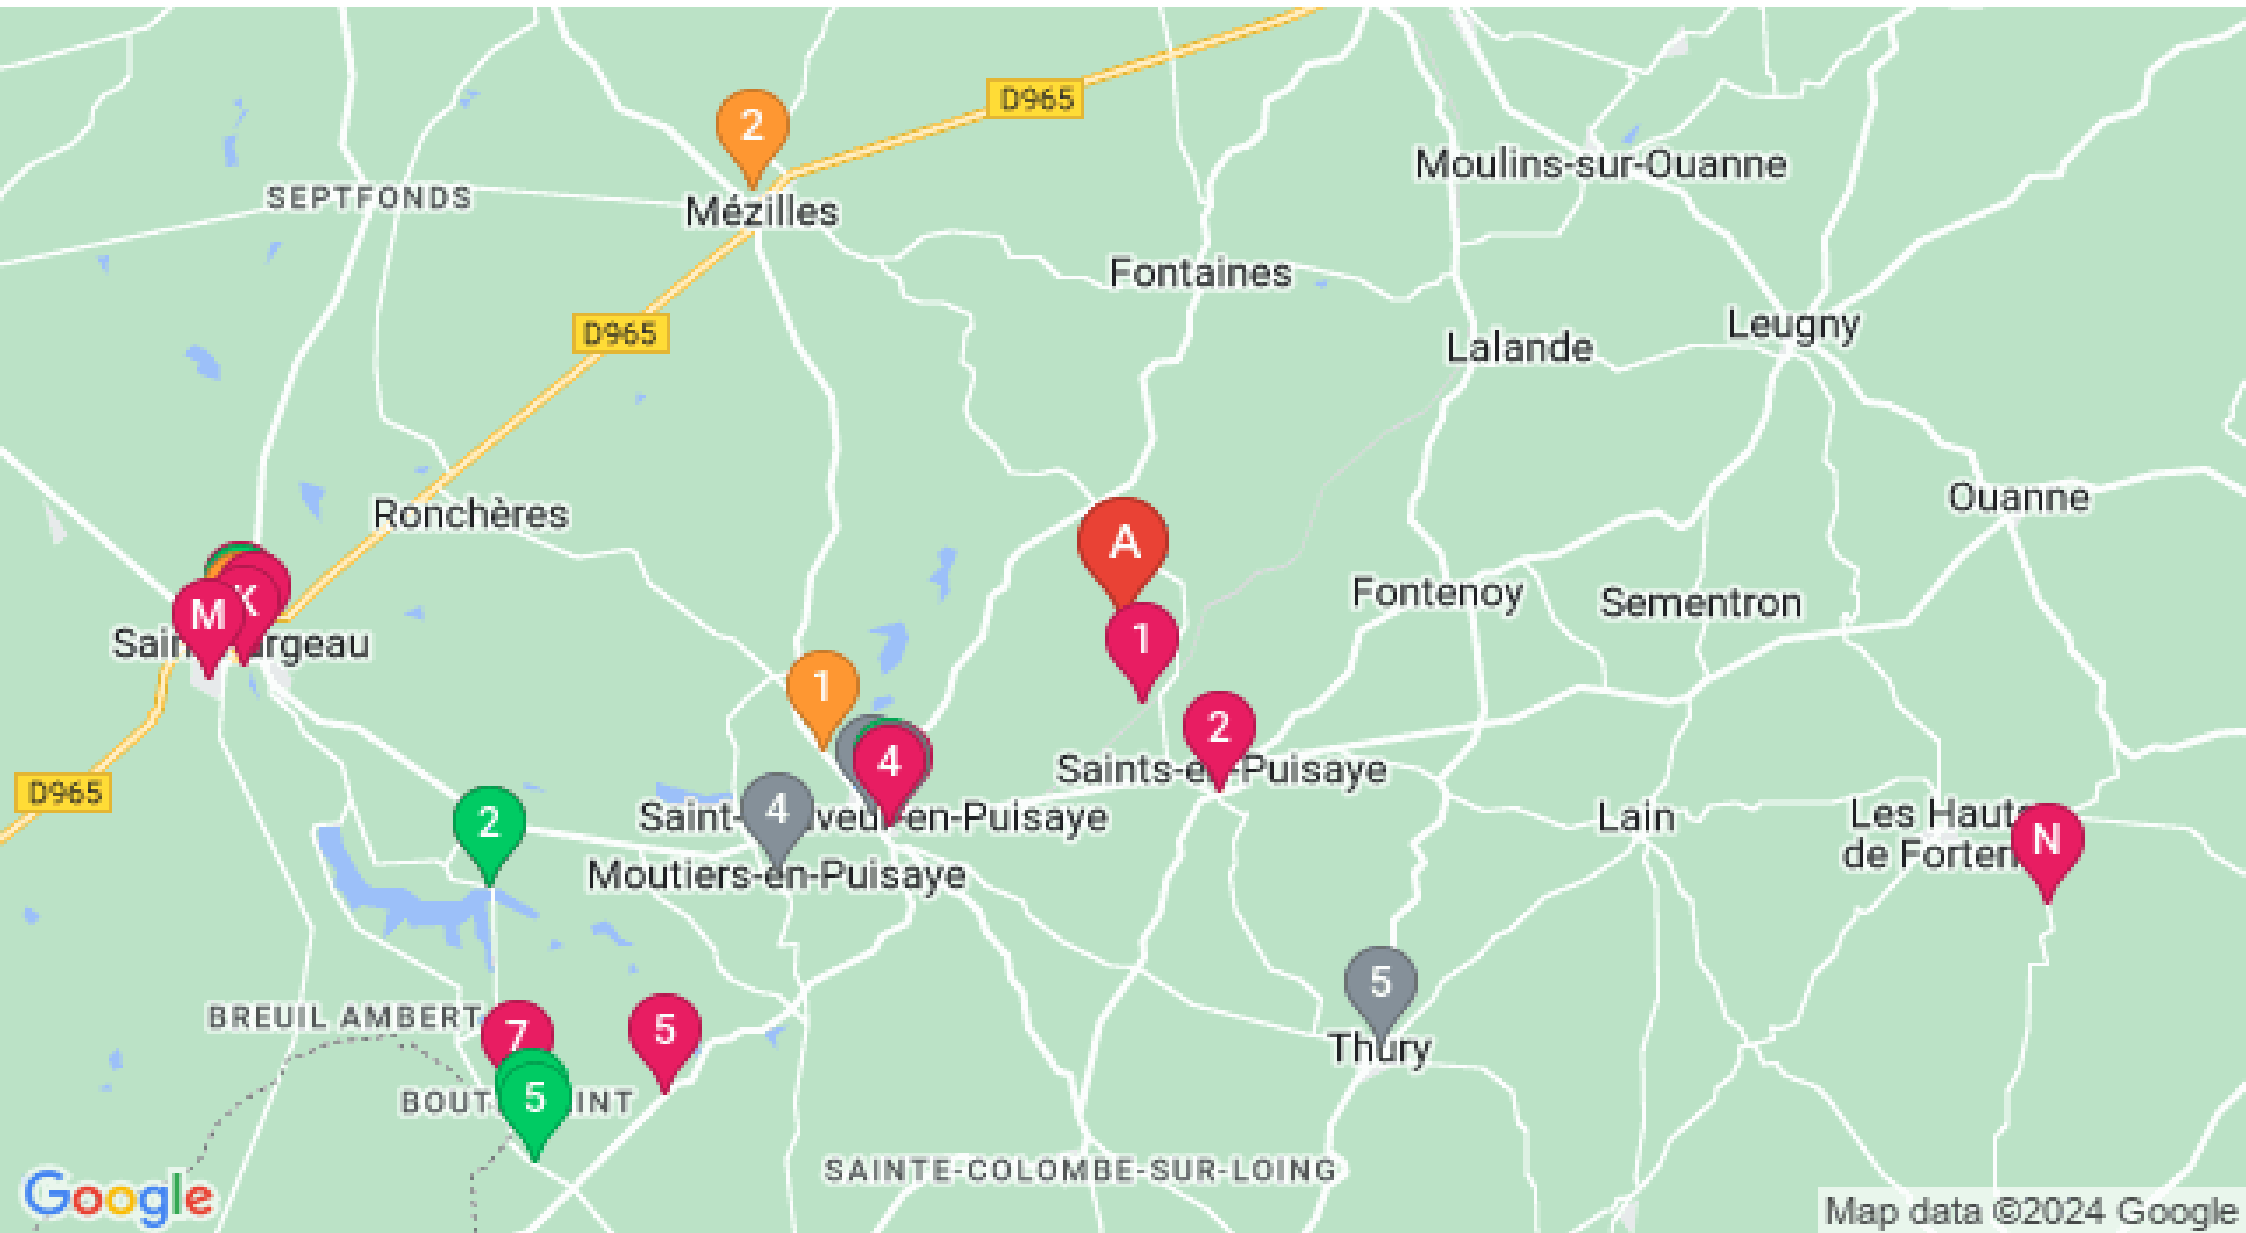 D965
2
Moulins-sur-Ouanne
SEPTFONDS
Mézilles
Fontaines
D965
Leugny
Lalande
Ouanne
Ronchères
A
Fontenoy
Sementron
K
M
1
1
2
4
Saints-en-Puisaye
D965
4
2
Lain
N
Moutiers-en-Puisaye
5
BREUIL AMBERT
7
5
Thury
5
SAINTE-COLOMBE-SUR-LOING
Google
Map data ©2024 Google